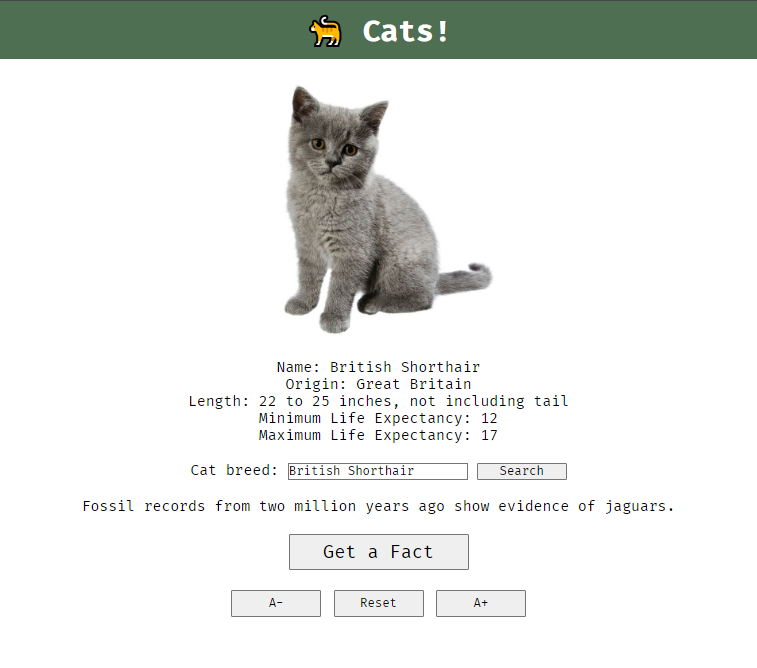 Cats!
Name: British Shorthair
Origin: Great Britain
Length: 22 to 25 inches, not including tail
Minimum Life Expectancy: 12
Maximum Life Expectancy: 17
Cat breed: British Shorthair Search
Fossil records from two million years ago show evidence of jaguars.
Get a Fact
A- Reset A+